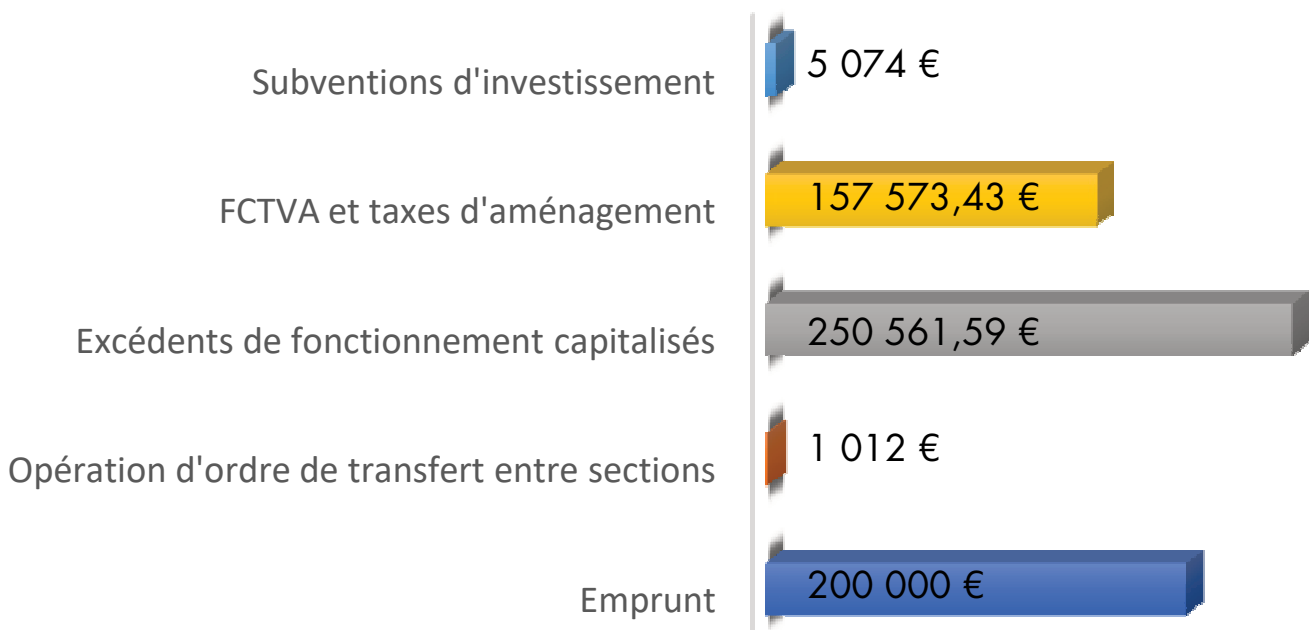 Subventions d'investissement
5 074 €
FCTVA et taxes d'aménagement
157 573,43 €
Excédents de fonctionnement capitalisés
250 561,59 €
Opération d'ordre de transfert entre sections
1 012 €
Emprunt
200 000 €